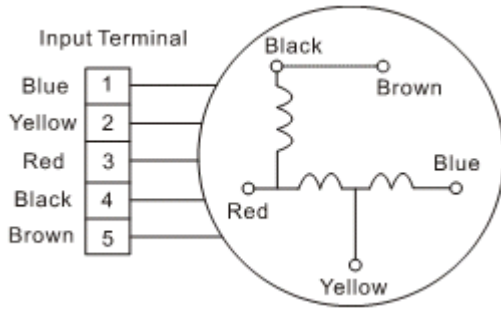 Input Terminal
Blue 1
Yellow 2
Red 3
Black 4
Brown 5
Black
Brown
Blue
Red
Yellow